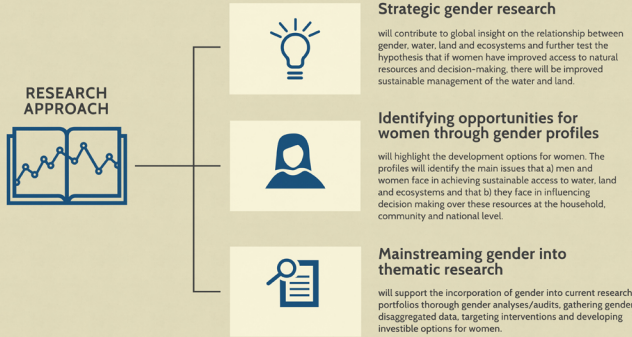 RESEARCH
APPROACH
Strategic gender research
will contribute to global insight on the relationship between
gender, water, land and ecosystems and further test the
hypothesis that if women have improved access to natural
resources and decision-making, there will be improved
sustainable management of the water and land.
Identifying opportunities for
women through gender profiles
will highlight the development options for women. The
profiles will identify the main issues that a) men and
women face in achieving sustainable access to water, land
and ecosystems and that b) they face in influencing
decision making over these resources at the household,
community and national level.
Mainstreaming gender into
thematic research
will support the incorporation of gender into current research
portfolios thorough gender analyses/audits, gathering gender
disaggregated data, targeting interventions and developing
investible options for women.